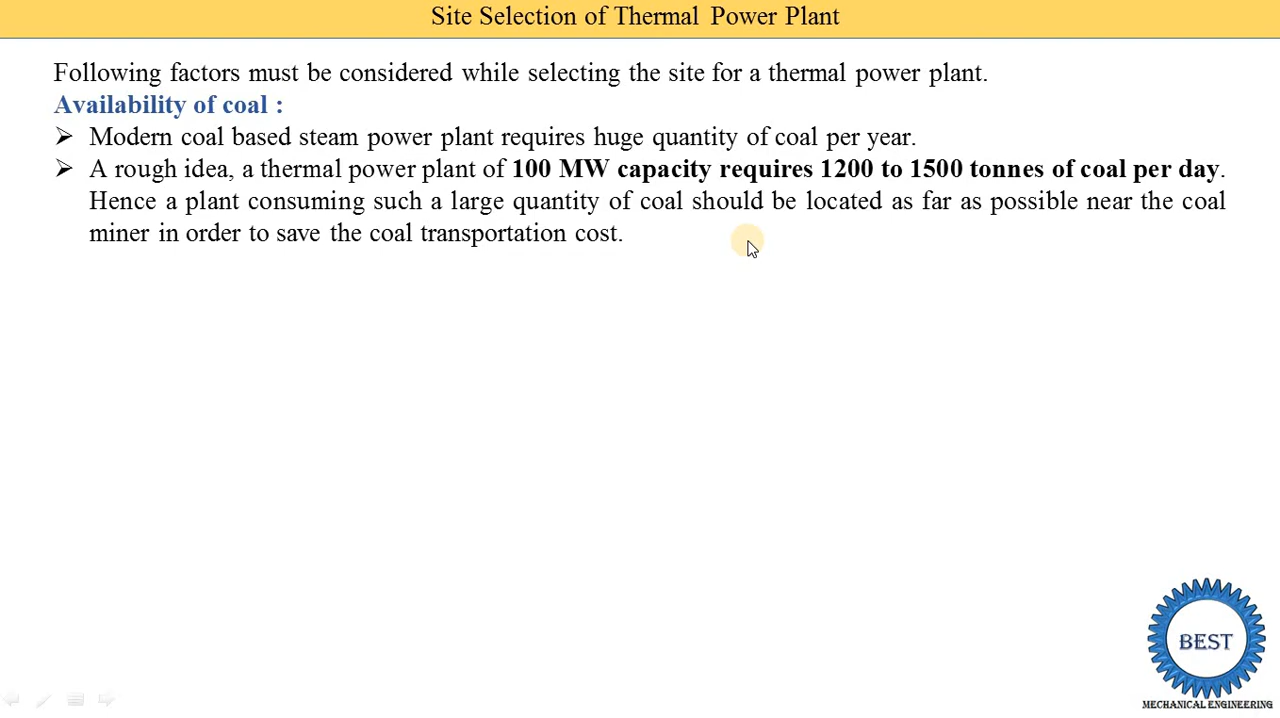 Site Selection of Thermal Power Plant
Following factors must be considered while selecting the site for a thermal power plant.
Availability of coal :
➢ Modern coal based steam power plant requires huge quantity of coal per year.
➢ A rough idea, a thermal power plant of 100 MW capacity requires 1200 to 1500 tonnes of coal per day.
Hence a plant consuming such a large quantity of coal should be located as far as possible near the coal
miner in order to save the coal transportation cost.
BEST
MECHANICAL ENGINEERING